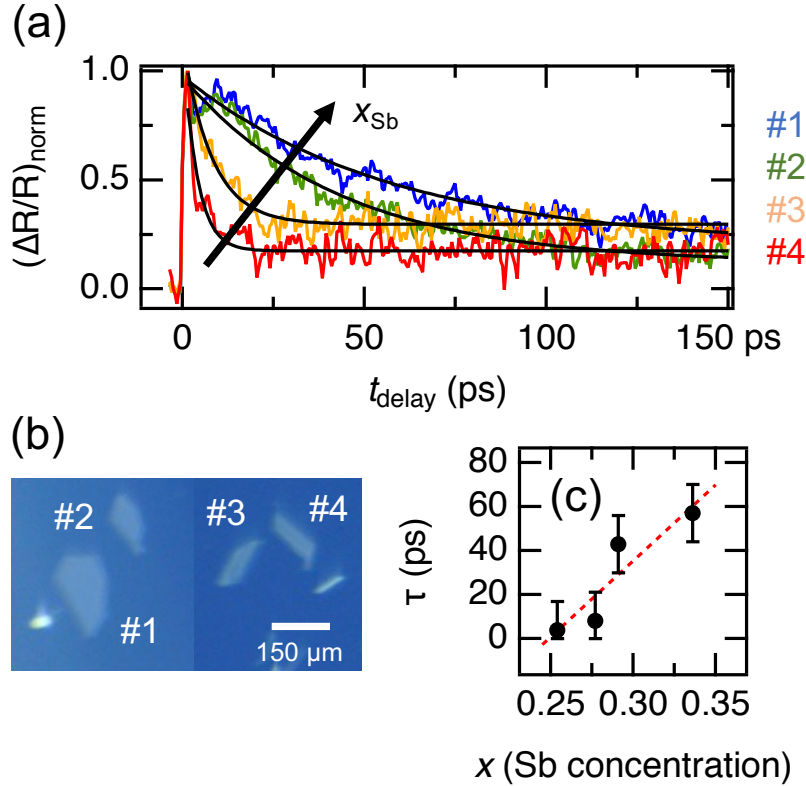 (a)
1.0
0.5
0.0
(ΔR/R)norm
xSb
#1
#2
#3
#4
0
50
100
150 ps
tdelay (ps)
(b)
#2
#1
#3
#4
150 µm
(c)
80
60
40
20
0
τ (ps)
0.25
0.30
0.35
x (Sb concentration)